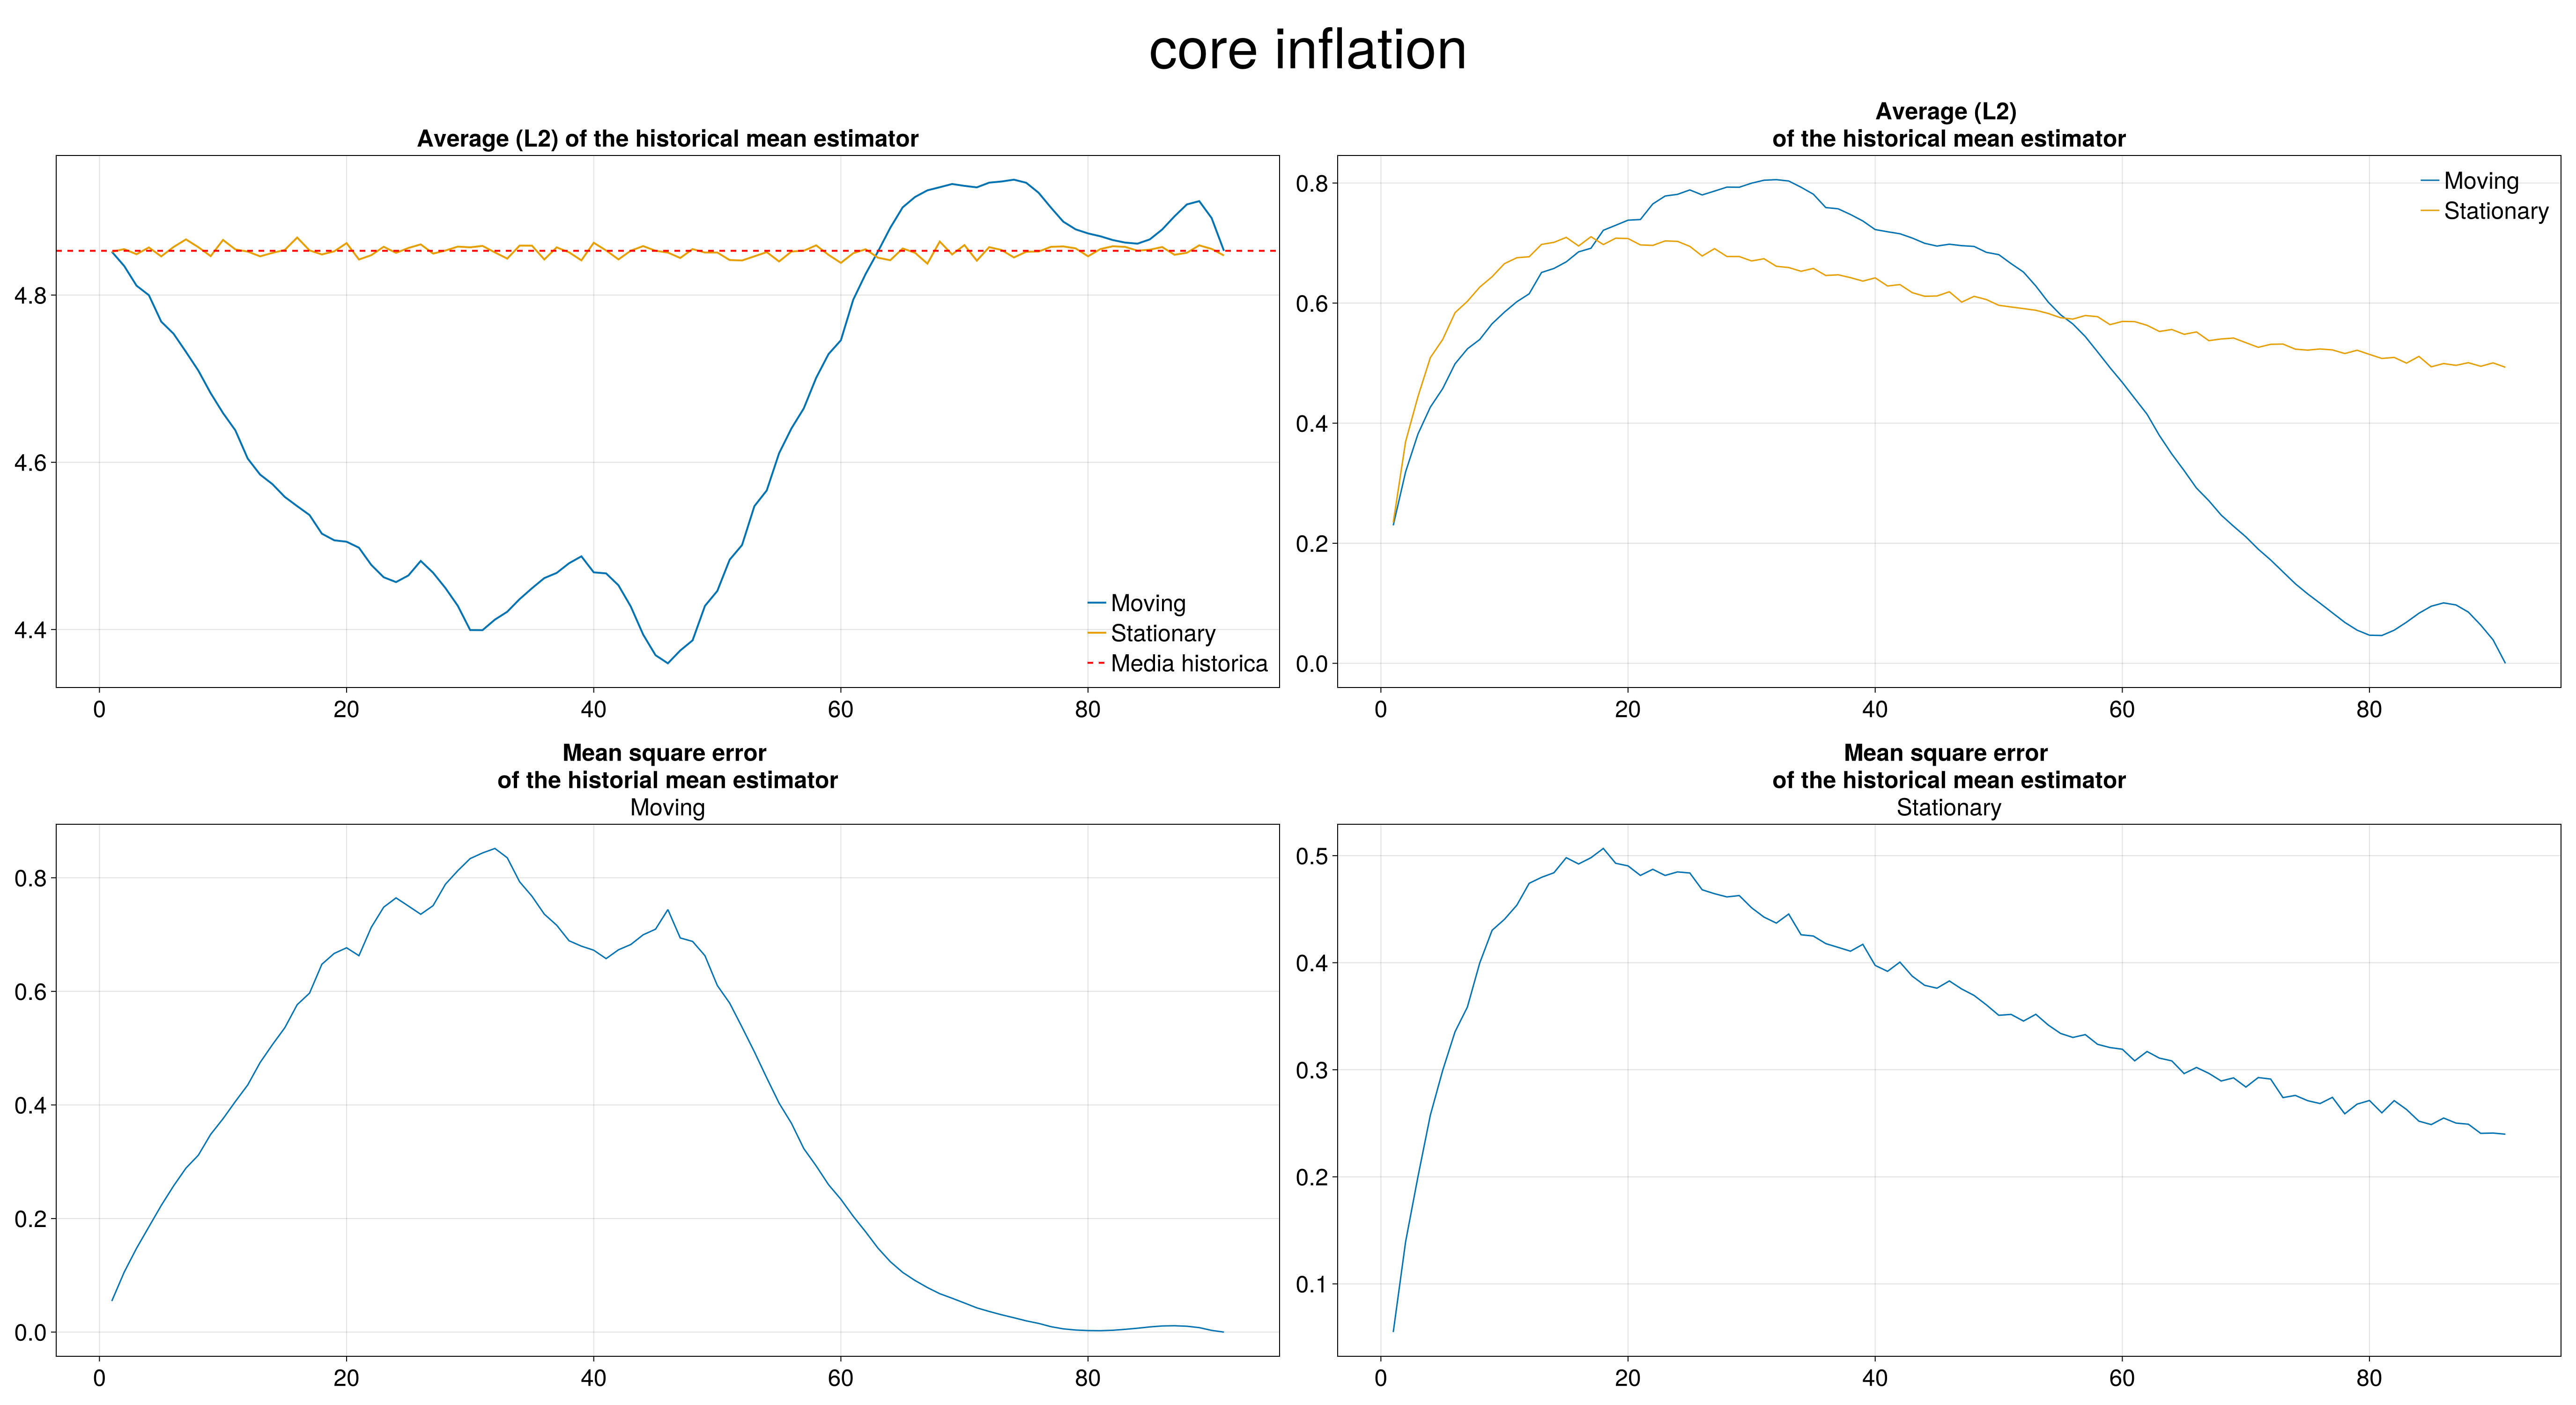 core inflation
Average (L2) of the historical mean estimator
4.8
4.6
4.4
0
20
40
60
80
Moving
Stationary
Media historica
Average (L2)
of the historical mean estimator
0.8
0.6
0.4
0.2
0.0
0
20
40
60
80
Moving
Stationary
Mean square error
of the historial mean estimator
Moving
0.8
0.6
0.4
0.2
0.0
0
20
40
60
80
Mean square error
of the historical mean estimator
Stationary
0.5
0.4
0.3
0.2
0.1
0
20
40
60
80